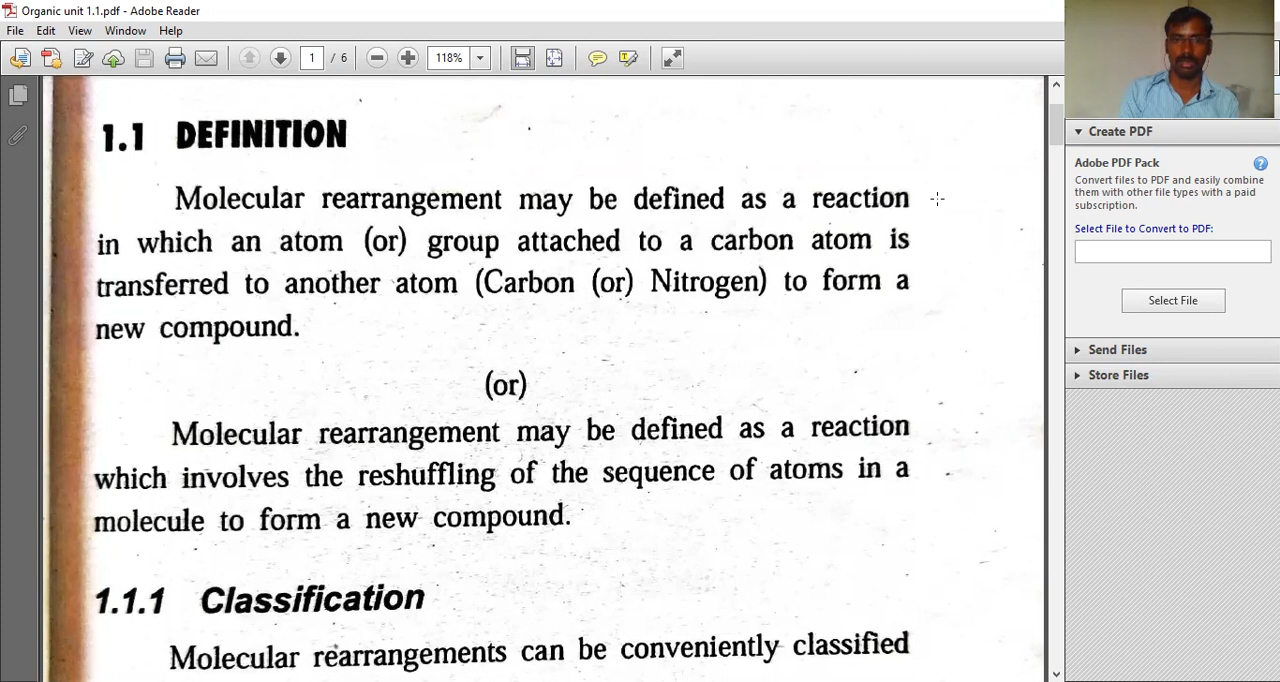 Organic unit 1.1.pdf - Adobe Reader
File Edit View Window Help
1 / 6 118%
1.1 DEFINITION
Molecular rearrangement may be defined as a reaction
in which an atom (or) group attached to a carbon atom is
transferred to another atom (Carbon (or) Nitrogen) to form a
new compound.
(or)
Molecular rearrangement may be defined as a reaction
which involves the reshuffling of the sequence of atoms in a
molecule to form a new compound.
1.1.1 Classification
Molecular rearrangements can be conveniently classified
Create PDF
Adobe PDF Pack
Convert files to PDF and easily combine
them with other file types with a paid
subscription.
Select File to Convert to PDF:
Select File
Send Files
Store Files